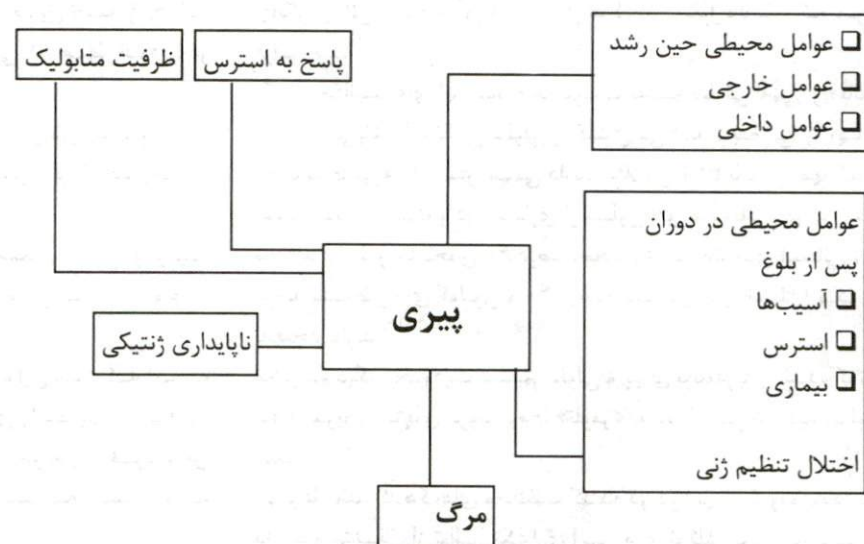 ❑ عوامل محیطی حین رشد
❑ عوامل خارجی
❑ عوامل داخلی
پاسخ به استرس
ظرفیت متابولیک
عوامل محیطی در دوران
پس از بلوغ
❑ آسیب‌ها
❑ استرس
❑ بیماری
اختلال تنظیم ژنی
پیری
ناپایداری ژنتیکی
مرگ